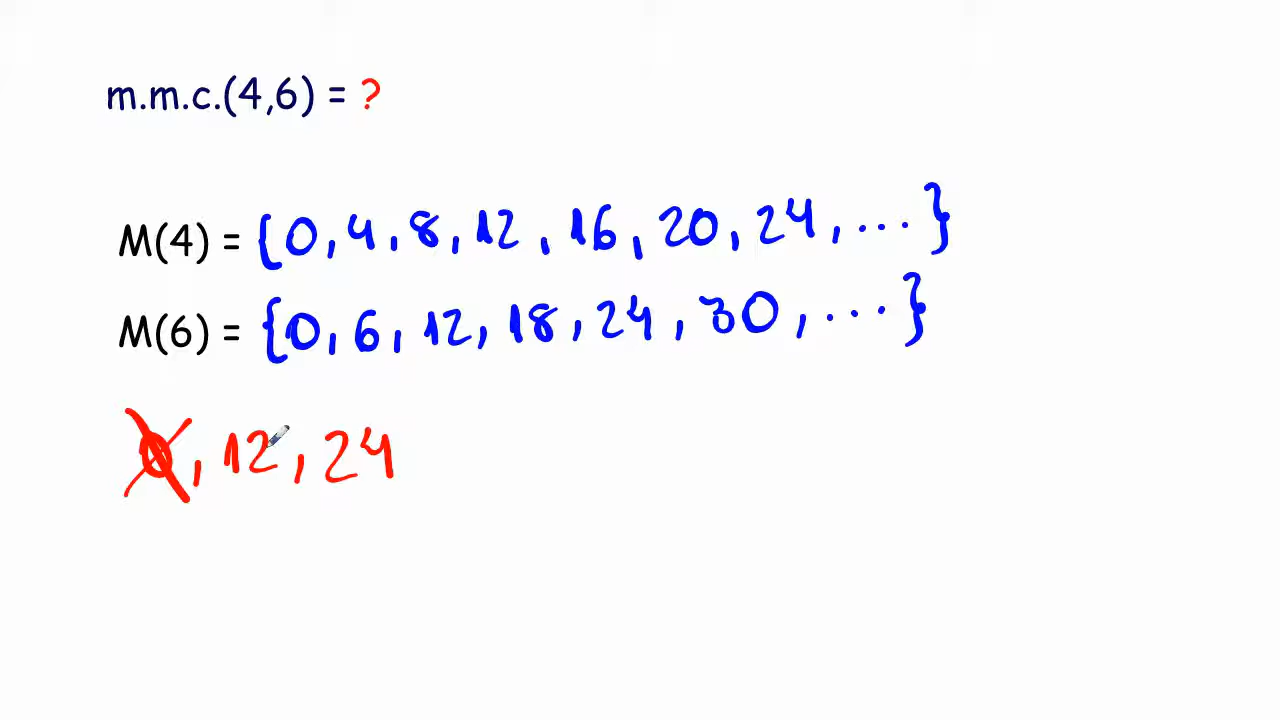 m.m.c.(4,6) = ?
M(4) = {0, 4, 8, 12, 16, 20, 24, ...}
M(6) = {0, 6, 12, 18, 24, 30, ...}
0, 12, 24